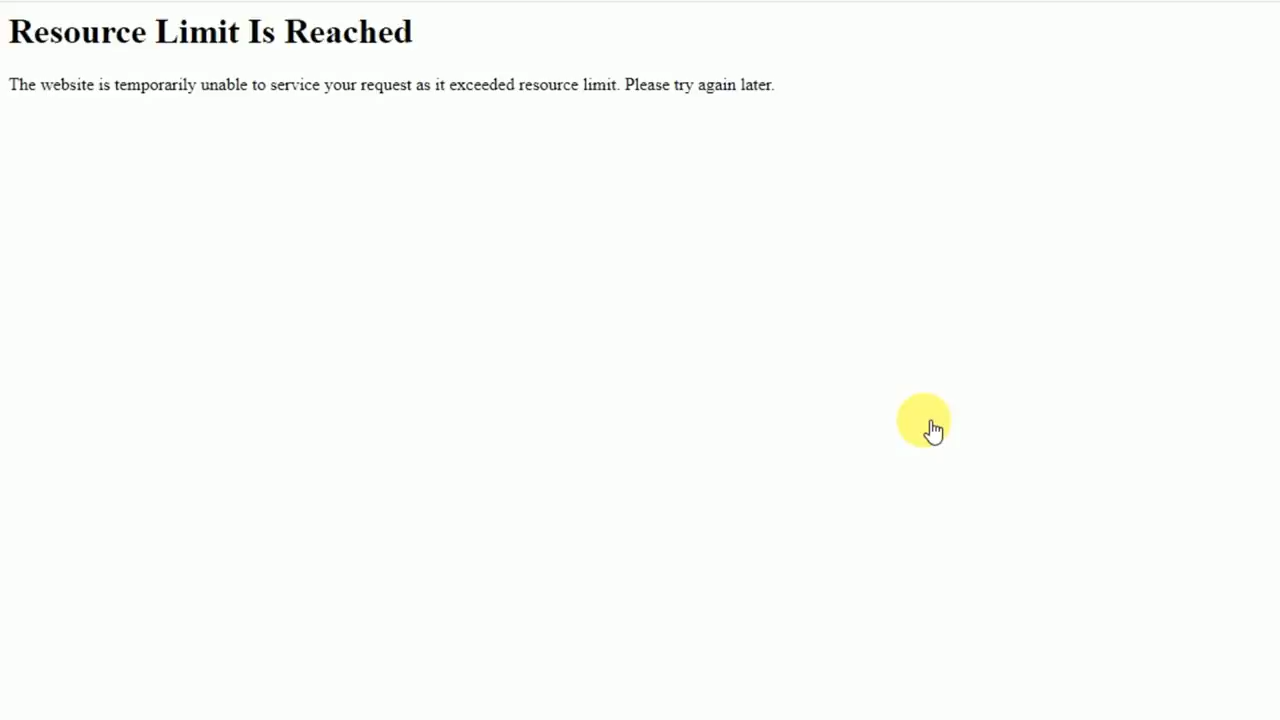 Resource Limit Is Reached
The website is temporarily unable to service your request as it exceeded resource limit. Please try again later.